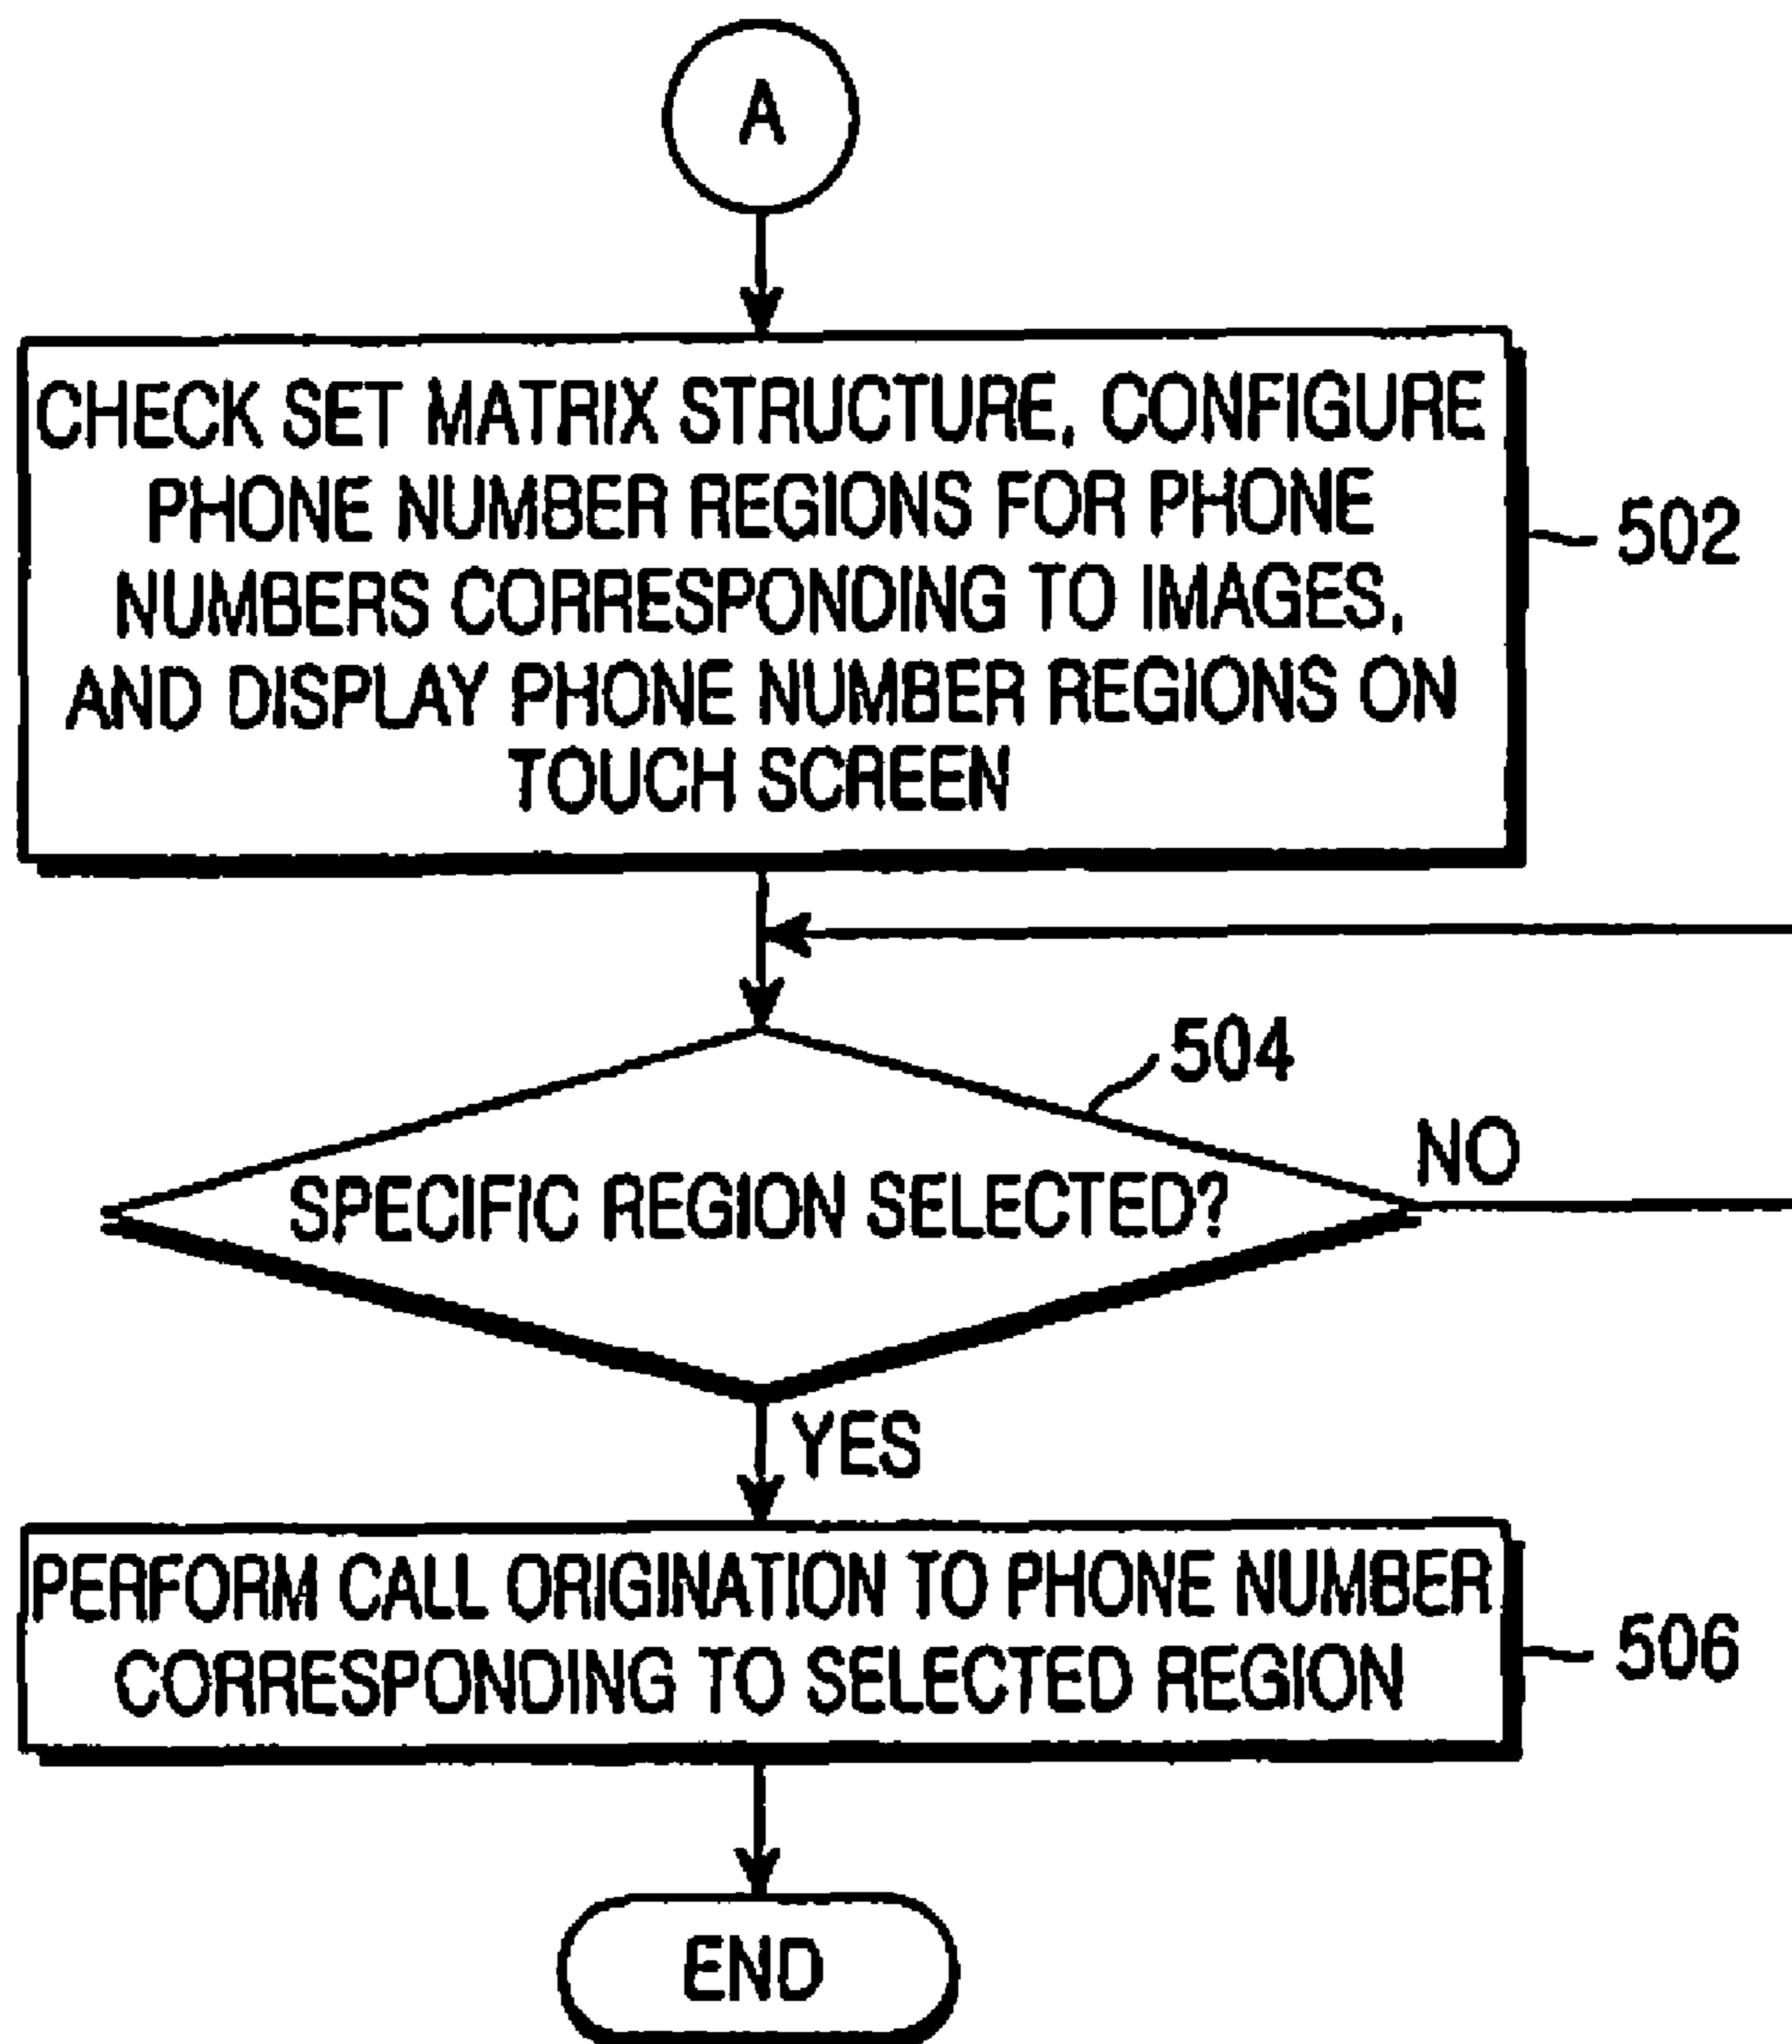 A
CHECK SET MATRIX STRUCTURE, CONFIGURE
PHONE NUMBER REGIONS FOR PHONE
NUMBERS CORRESPONDING TO IMAGES,
AND DISPLAY PHONE NUMBER REGIONS ON
TOUCH SCREEN
502
504
SPECIFIC REGION SELECTED?
NO
YES
PERFORM CALL ORIGINATION TO PHONE NUMBER
CORRESPONDING TO SELECTED REGION
506
END